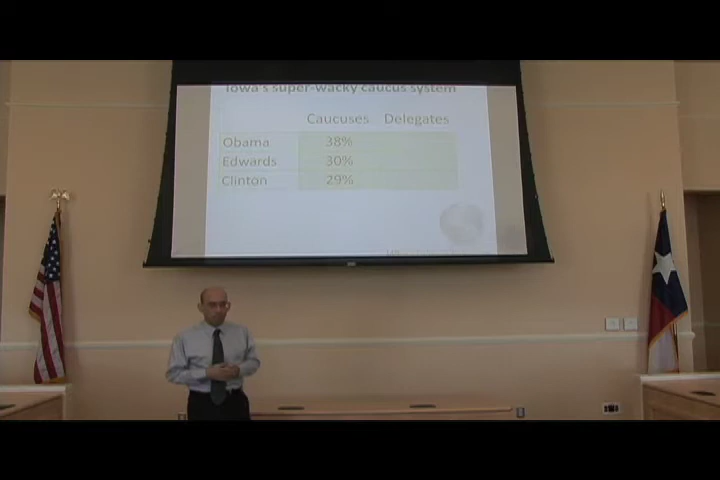 Iowa's super-wacky caucus system
Caucuses Delegates
Obama 38%
Edwards 30%
Clinton 29%